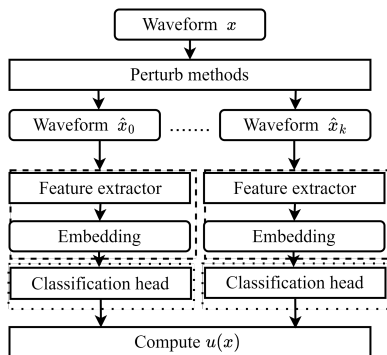 Waveform x
Perturb methods
Waveform x̂₀ ....... Waveform x̂ₖ
Feature extractor Feature extractor
Embedding Embedding
Classification head Classification head
Compute u(x)